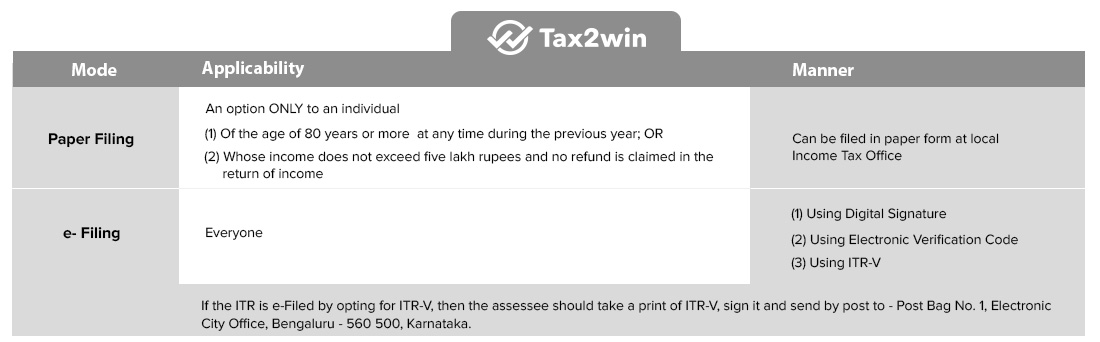 Tax2win
Mode Applicability Manner
An option ONLY to an individual
(1) Of the age of 80 years or more at any time during the previous year; OR
Paper Filing
(2) Whose income does not exceed five lakh rupees and no refund is claimed in the
return of income
Can be filed in paper form at local
Income Tax Office
e- Filing
Everyone
(1) Using Digital Signature
(2) Using Electronic Verification Code
(3) Using ITR-V
If the ITR is e-Filed by opting for ITR-V, then the assessee should take a print of ITR-V, sign it and send by post to - Post Bag No. 1, Electronic
City Office, Bengaluru - 560 500, Karnataka.